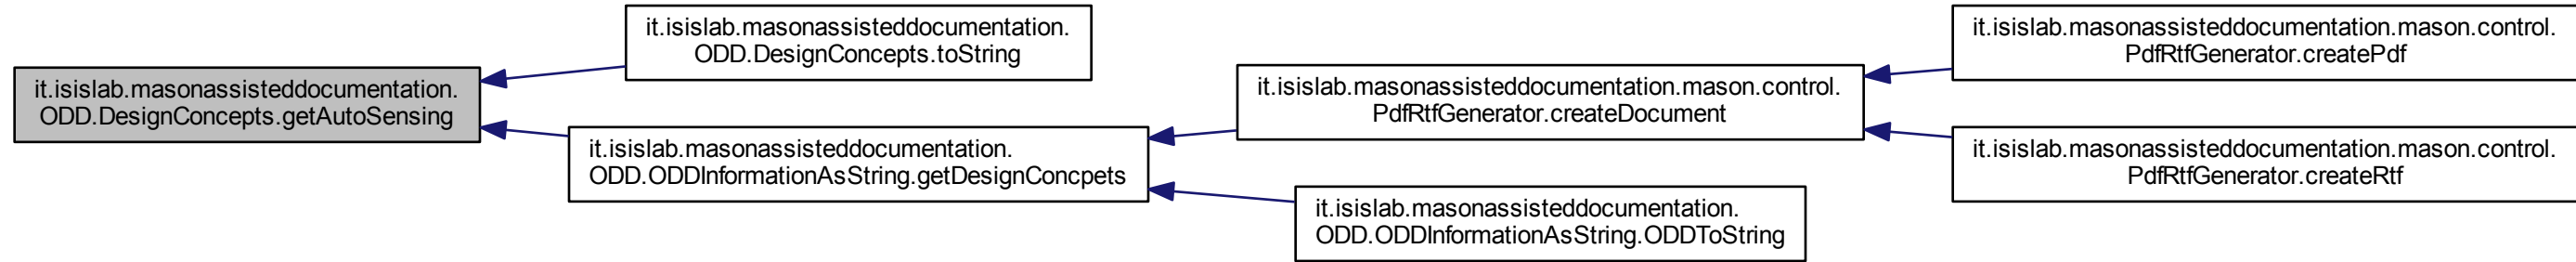 it.isislab.masonassisteddocumentation.
ODD.DesignConcepts.getAutoSensing
it.isislab.masonassisteddocumentation.
ODD.DesignConcepts.toString
it.isislab.masonassisteddocumentation.
ODD.ODDInformationAsString.getDesignConcpets
it.isislab.masonassisteddocumentation.mason.control.
PdfRtfGenerator.createDocument
it.isislab.masonassisteddocumentation.
ODD.ODDInformationAsString.ODDToString
it.isislab.masonassisteddocumentation.mason.control.
PdfRtfGenerator.createPdf
it.isislab.masonassisteddocumentation.mason.control.
PdfRtfGenerator.createRtf